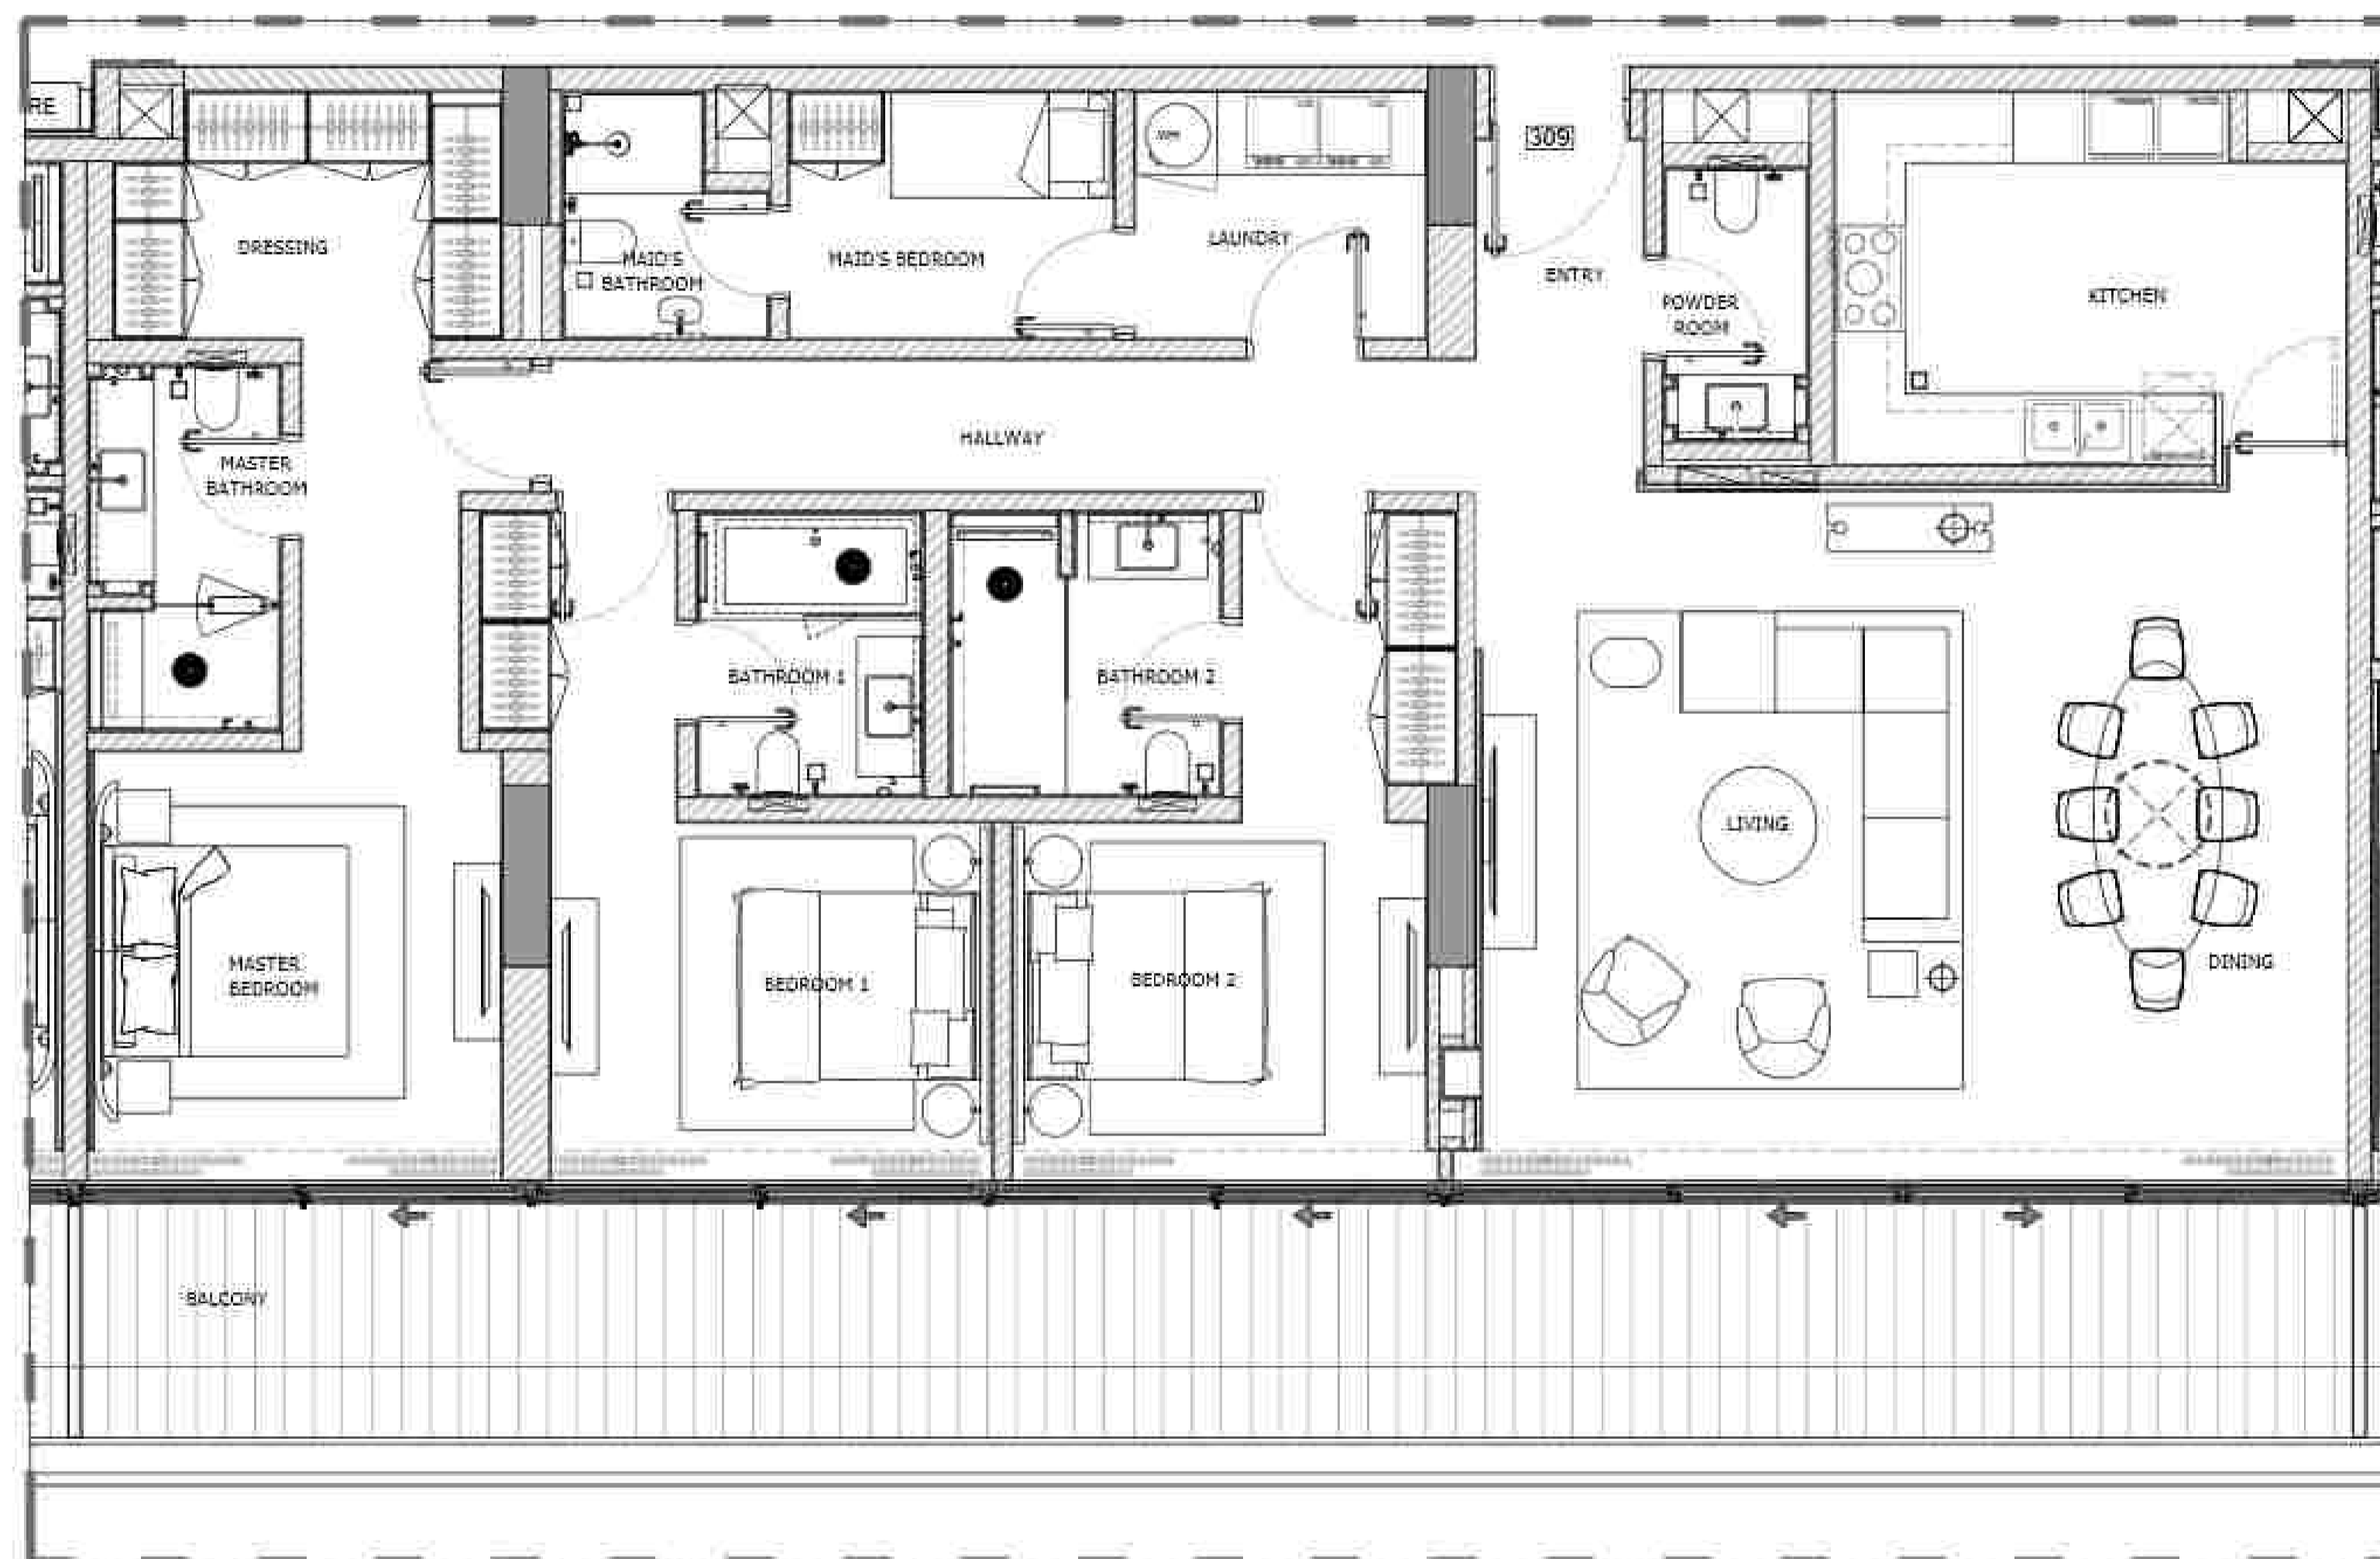 RE
309
DRESSING
MAID'S
BATHROOM
MAID'S BEDROOM
LAUNDRY
ENTRY
POWDER
ROOM
KITCHEN
HALLWAY
MASTER
BATHROOM
BATHROOM 1
BATHROOM 2
LIVING
MASTER
BEDROOM
BEDROOM 1
BEDROOM 2
DINING
BALCONY